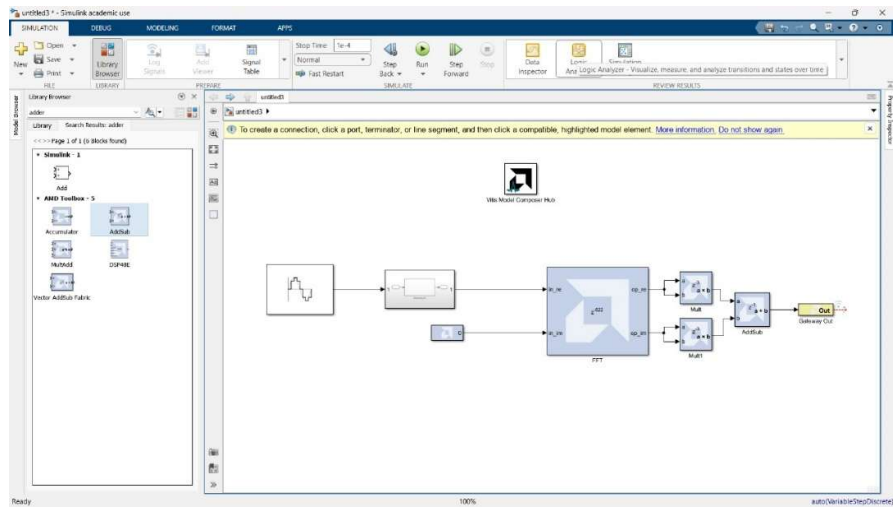 untitled3 * - Simulink academic use
SIMULATION DEBUG MODELING FORMAT APPS
New
Open
Save
Print
FILE
Library
Browser
LIBRARY
Log
Signals
Add
Viewer
Signal
Table
PREPARE
Stop Time 1e-4
Normal
Fast Restart
Step
Back
Run
Step
Forward
Stop
SIMULATE
Data
Inspector
Logic
Logic Analyzer - Visualize, measure, and analyze transitions and states over time
REVIEW RESULTS
Model Browser
Library Browser
adder
Library Search Results: adder
<< >> Page 1 of 1 (6 Blocks found)
Simulink - 1
Add
AMD Toolbox - 5
Accumulator AddSub
MultAdd DSP48E
Vector AddSub Fabric
untitled3
untitled3
To create a connection, click a port, terminator, or line segment, and then click a compatible, highlighted model element. More information. Do not show again.
Property Inspector
Vitis Model Composer Hub
in_re
in_im
op_re
op_im
FFT
0
a
b
a × b
Mult
a
b
a × b
Mult1
a
b
AddSub
Out
Gateway Out
Ready 100% auto(VariableStepDiscrete)